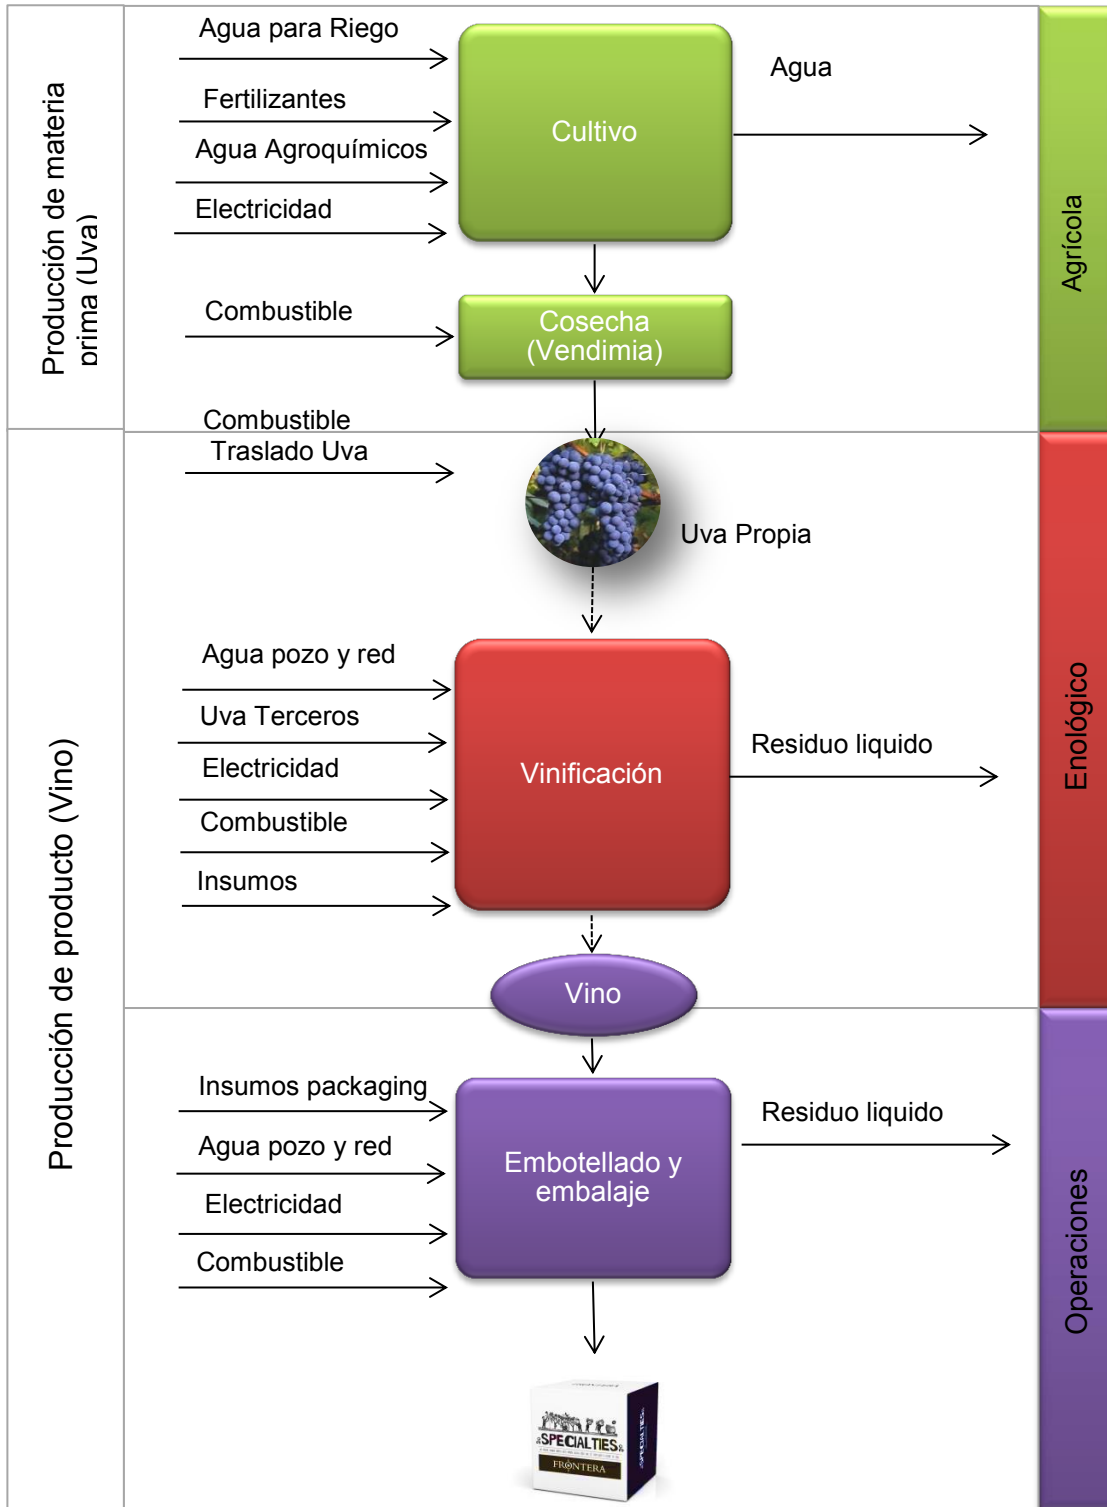 Producción de materia
prima (Uva)
Agua para Riego
Fertilizantes
Agua Agroquímicos
Electricidad
Cultivo
Agua
Agrícola
Combustible
Cosecha
(Vendimia)
Combustible
Traslado Uva
Uva Propia
Producción de producto (Vino)
Agua pozo y red
Uva Terceros
Electricidad
Combustible
Insumos
Vinificación
Residuo liquido
Enológico
Vino
Insumos packaging
Agua pozo y red
Electricidad
Combustible
Embotellado y
embalaje
Residuo liquido
Operaciones
SPECIALTIES
FRONTERA
SPECIALTIES